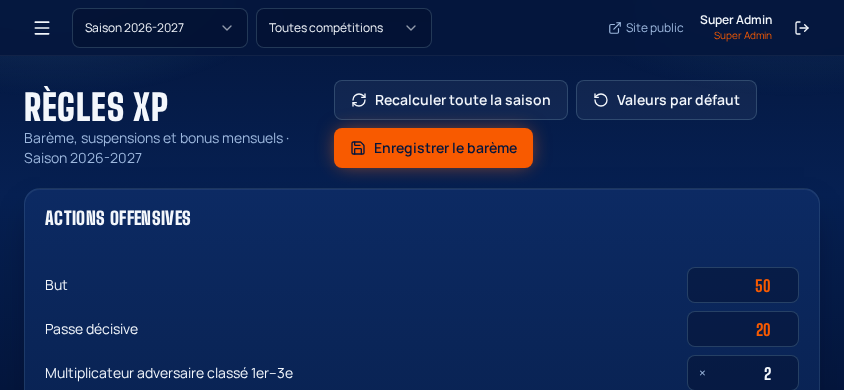 Saison 2026-2027
Toutes compétitions
Site public
Super Admin
Super Admin
RÈGLES XP
Barème, suspensions et bonus mensuels ·
Saison 2026-2027
Recalculer toute la saison
Valeurs par défaut
Enregistrer le barème
ACTIONS OFFENSIVES
But
50
Passe décisive
20
Multiplicateur adversaire classé 1er–3e
× 2